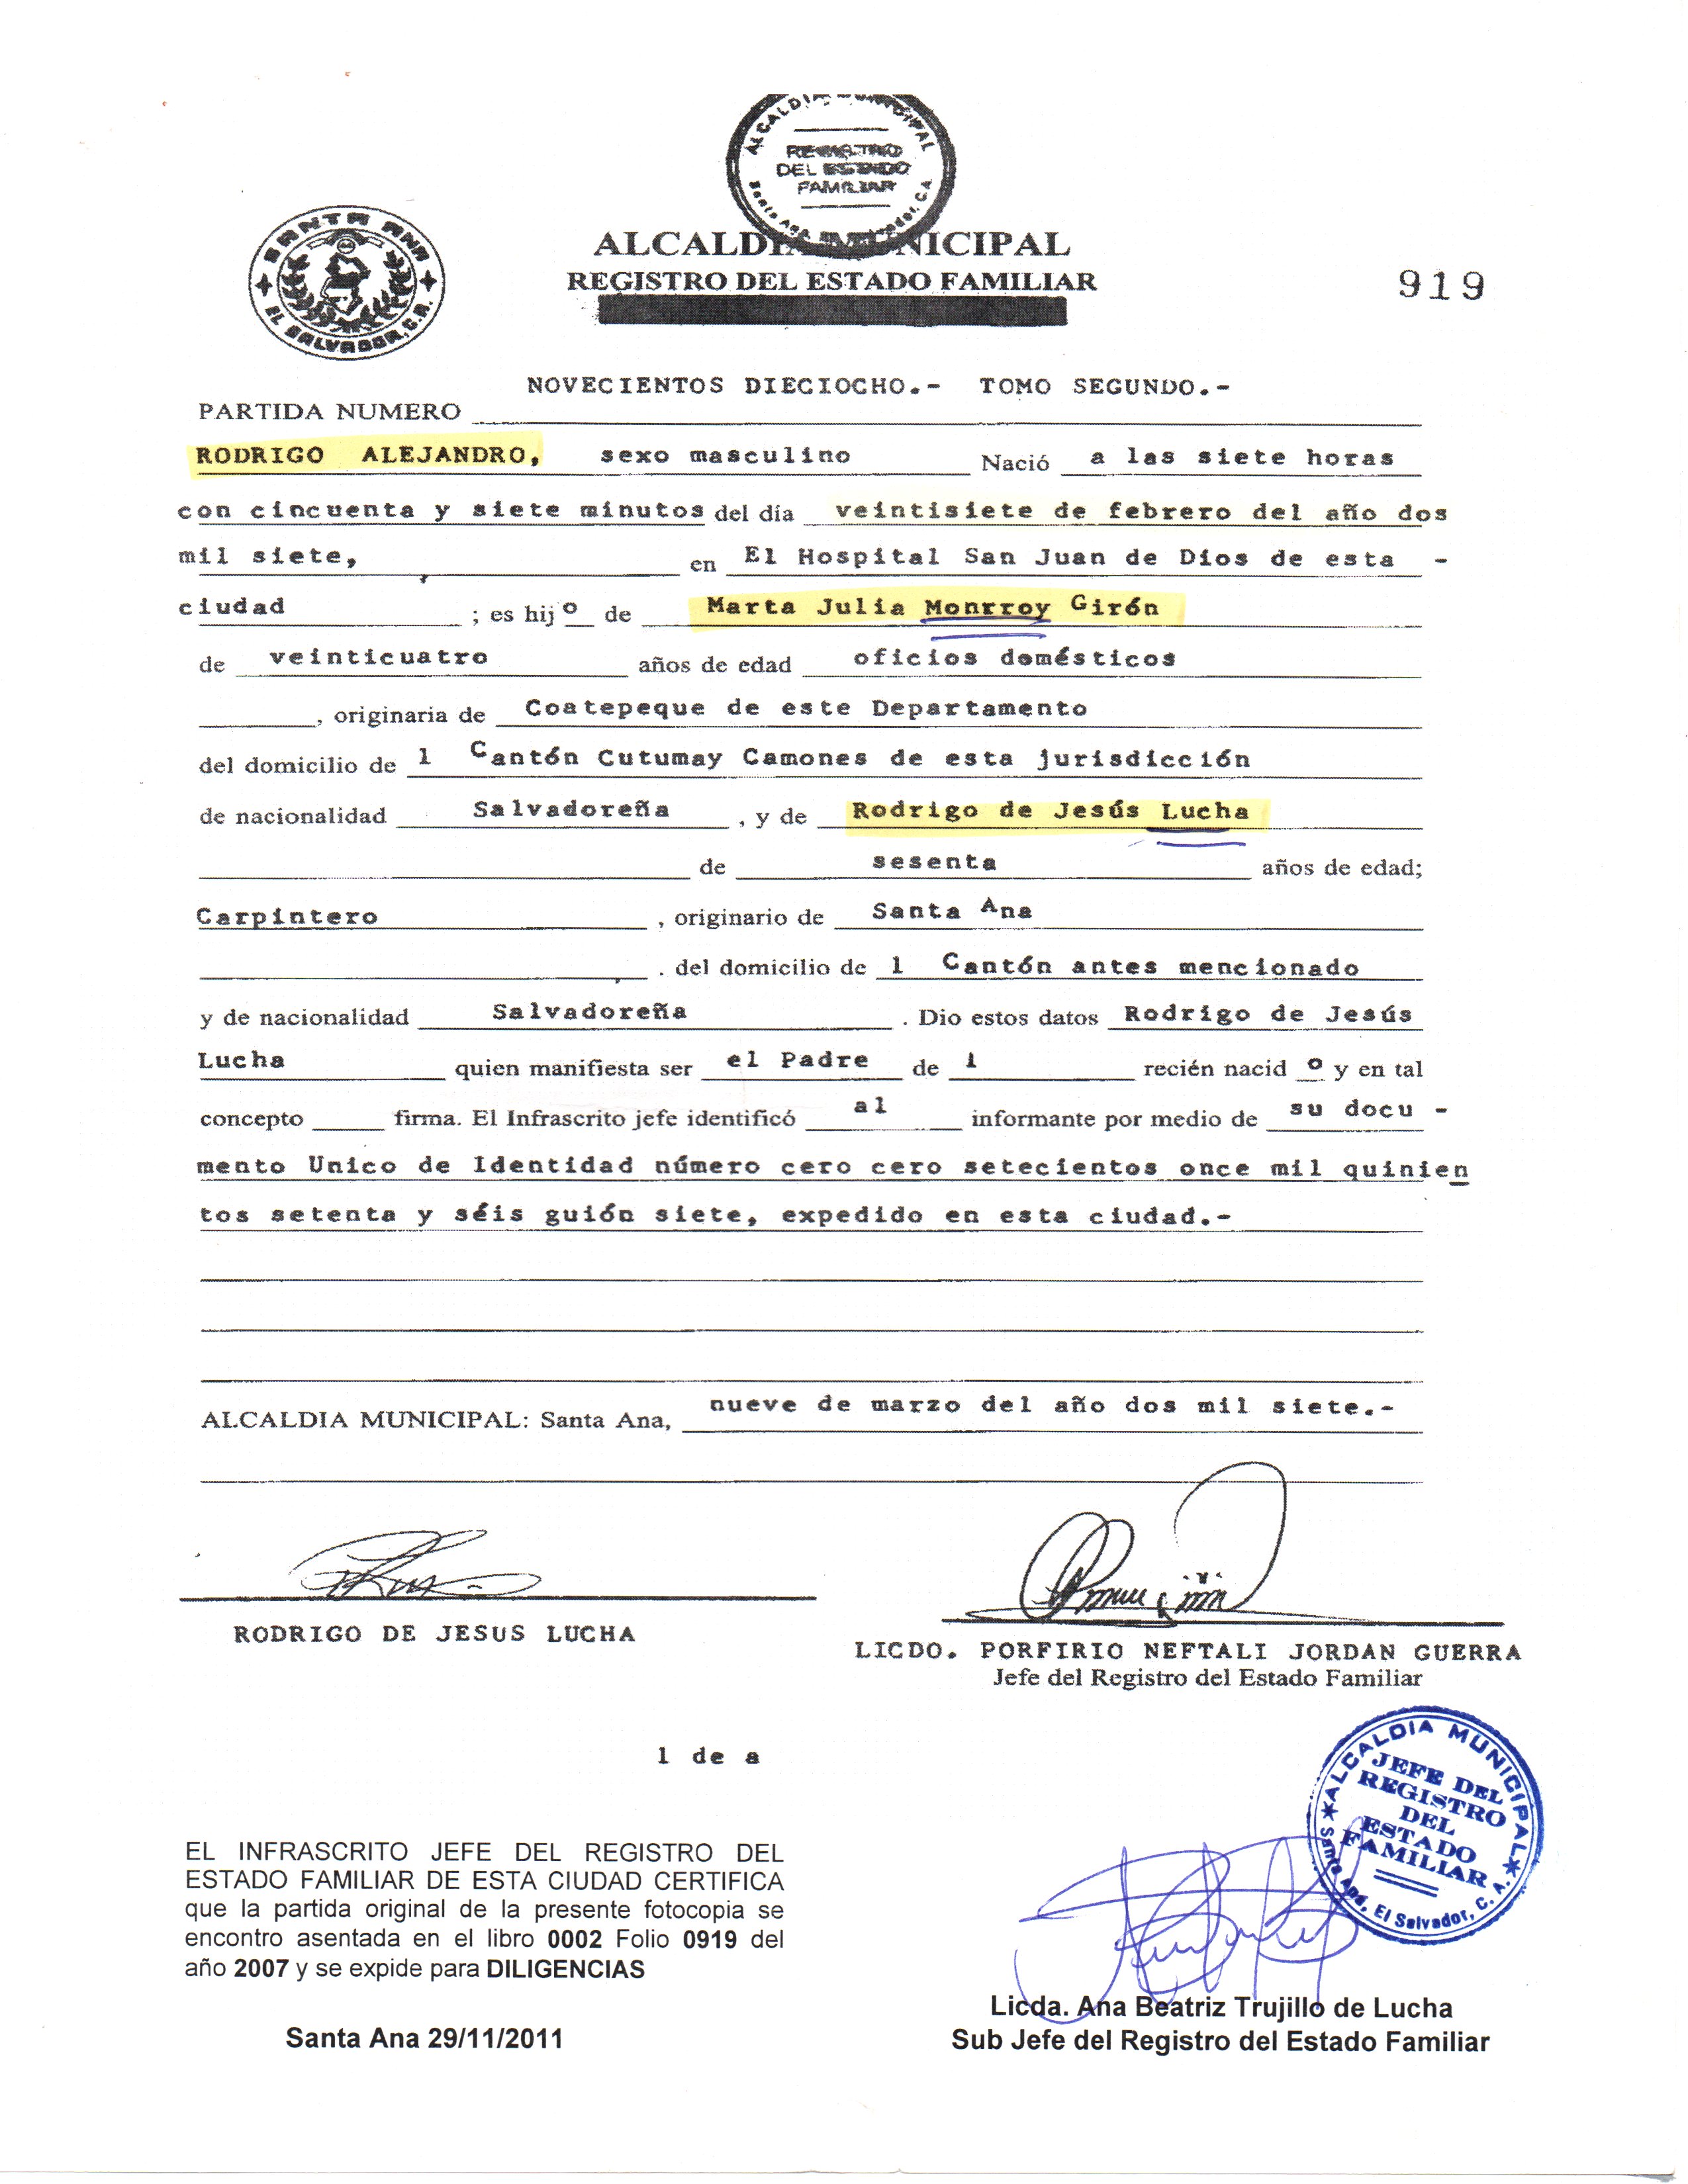 ALCALDIA MUNICIPAL
REGISTRO
DEL ESTADO
FAMILIAR
Santa Ana, El Salvador, C.A.
SANTA ANA
EL SALVADOR, C.A.
ALCALDIA MUNICIPAL
REGISTRO DEL ESTADO FAMILIAR
919
NOVECIENTOS DIECIOCHO.- TOMO SEGUNDO.-
PARTIDA NUMERO
RODRIGO ALEJANDRO, sexo masculino Nació a las siete horas
con cincuenta y siete minutos del día veintisiete de febrero del año dos
mil siete, en El Hospital San Juan de Dios de esta -
ciudad ; es hijo de Marta Julia Monrroy Girón
de veinticuatro años de edad oficios domésticos
, originaria de Coatepeque de este Departamento
del domicilio de l Cantón Cutumay Camones de esta jurisdicción
de nacionalidad Salvadoreña , y de Rodrigo de Jesús Lucha
de sesenta años de edad;
Carpintero , originario de Santa Ana
. del domicilio de l Cantón antes mencionado
y de nacionalidad Salvadoreña . Dio estos datos Rodrigo de Jesús
Lucha quien manifiesta ser el Padre de l recién nacido y en tal
concepto firma. El Infrascrito jefe identificó al informante por medio de su docu -
mento Unico de Identidad número cero cero setecientos once mil quinien
tos setenta y séis guión siete, expedido en esta ciudad.-
ALCALDIA MUNICIPAL: Santa Ana, nueve de marzo del año dos mil siete.-
RODRIGO DE JESUS LUCHA
LICDO. PORFIRIO NEFTALI JORDAN GUERRA
Jefe del Registro del Estado Familiar
l de a
ALCALDIA MUNICIPAL
JEFE DEL
REGISTRO
DEL
ESTADO
FAMILIAR
Santa Ana, El Salvador, C. A.
EL INFRASCRITO JEFE DEL REGISTRO DEL
ESTADO FAMILIAR DE ESTA CIUDAD CERTIFICA
que la partida original de la presente fotocopia se
encontro asentada en el libro 0002 Folio 0919 del
año 2007 y se expide para DILIGENCIAS
Santa Ana 29/11/2011
Licda. Ana Beatriz Trujillo de Lucha
Sub Jefe del Registro del Estado Familiar